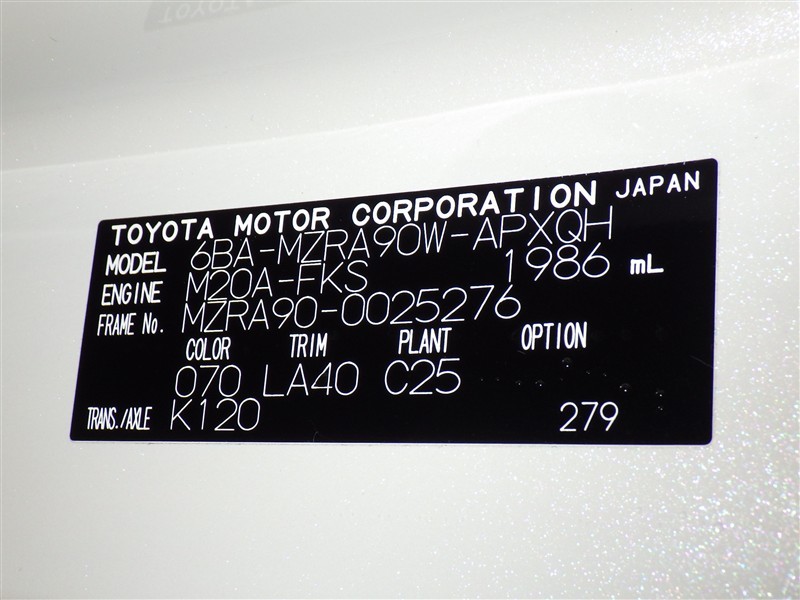 TOYOTA MOTOR CORPORATION JAPAN
MODEL 6BA-MZRA90W-APXQH
ENGINE M20A-FKS 1986 mL
FRAME No. MZRA90-0025276
COLOR TRIM PLANT OPTION
070 LA40 C25
TRANS./AXLE K120 279